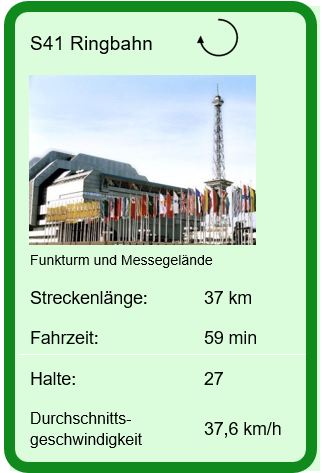 S41 Ringbahn
Funkturm und Messegelände
Streckenlänge: 37 km
Fahrzeit: 59 min
Halte: 27
Durchschnitts-
geschwindigkeit 37,6 km/h